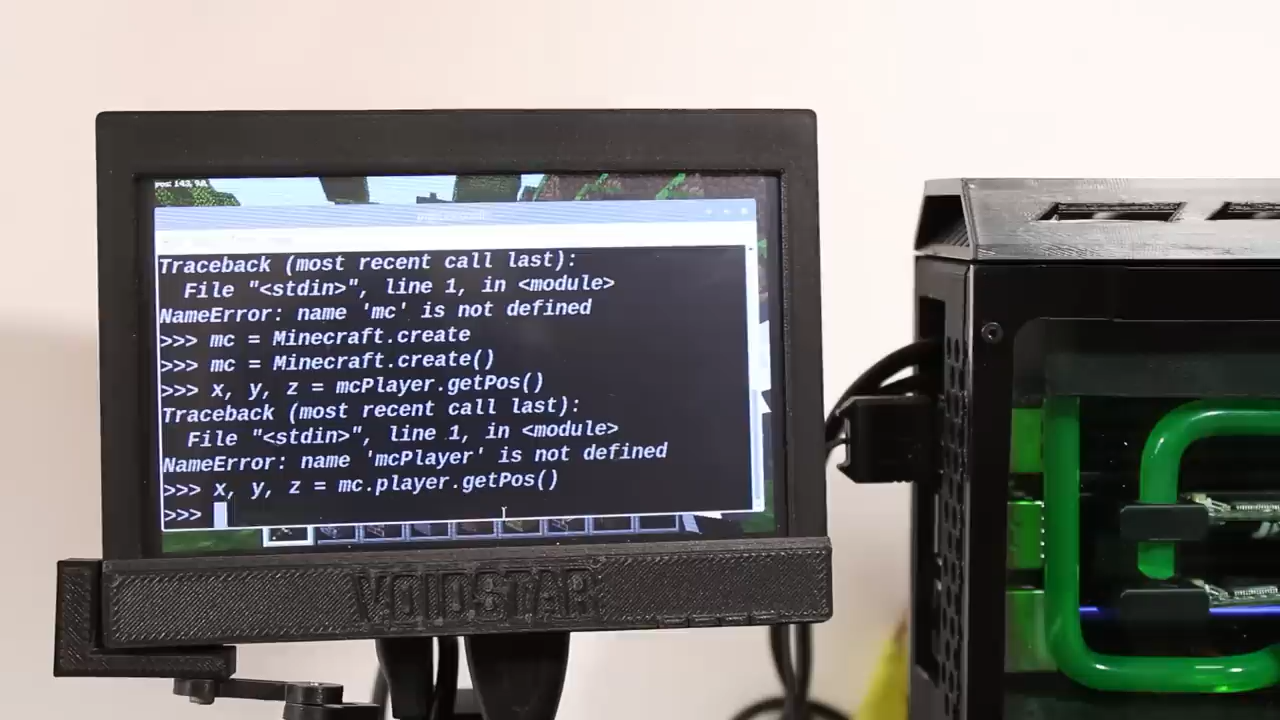 Traceback (most recent call last):
File "<stdin>", line 1, in <module>
NameError: name 'mc' is not defined
>>> mc = Minecraft.create
>>> mc = Minecraft.create()
>>> x, y, z = mcPlayer.getPos()
Traceback (most recent call last):
File "<stdin>", line 1, in <module>
NameError: name 'mcPlayer' is not defined
>>> x, y, z = mc.player.getPos()
>>>
VOIDSTAR